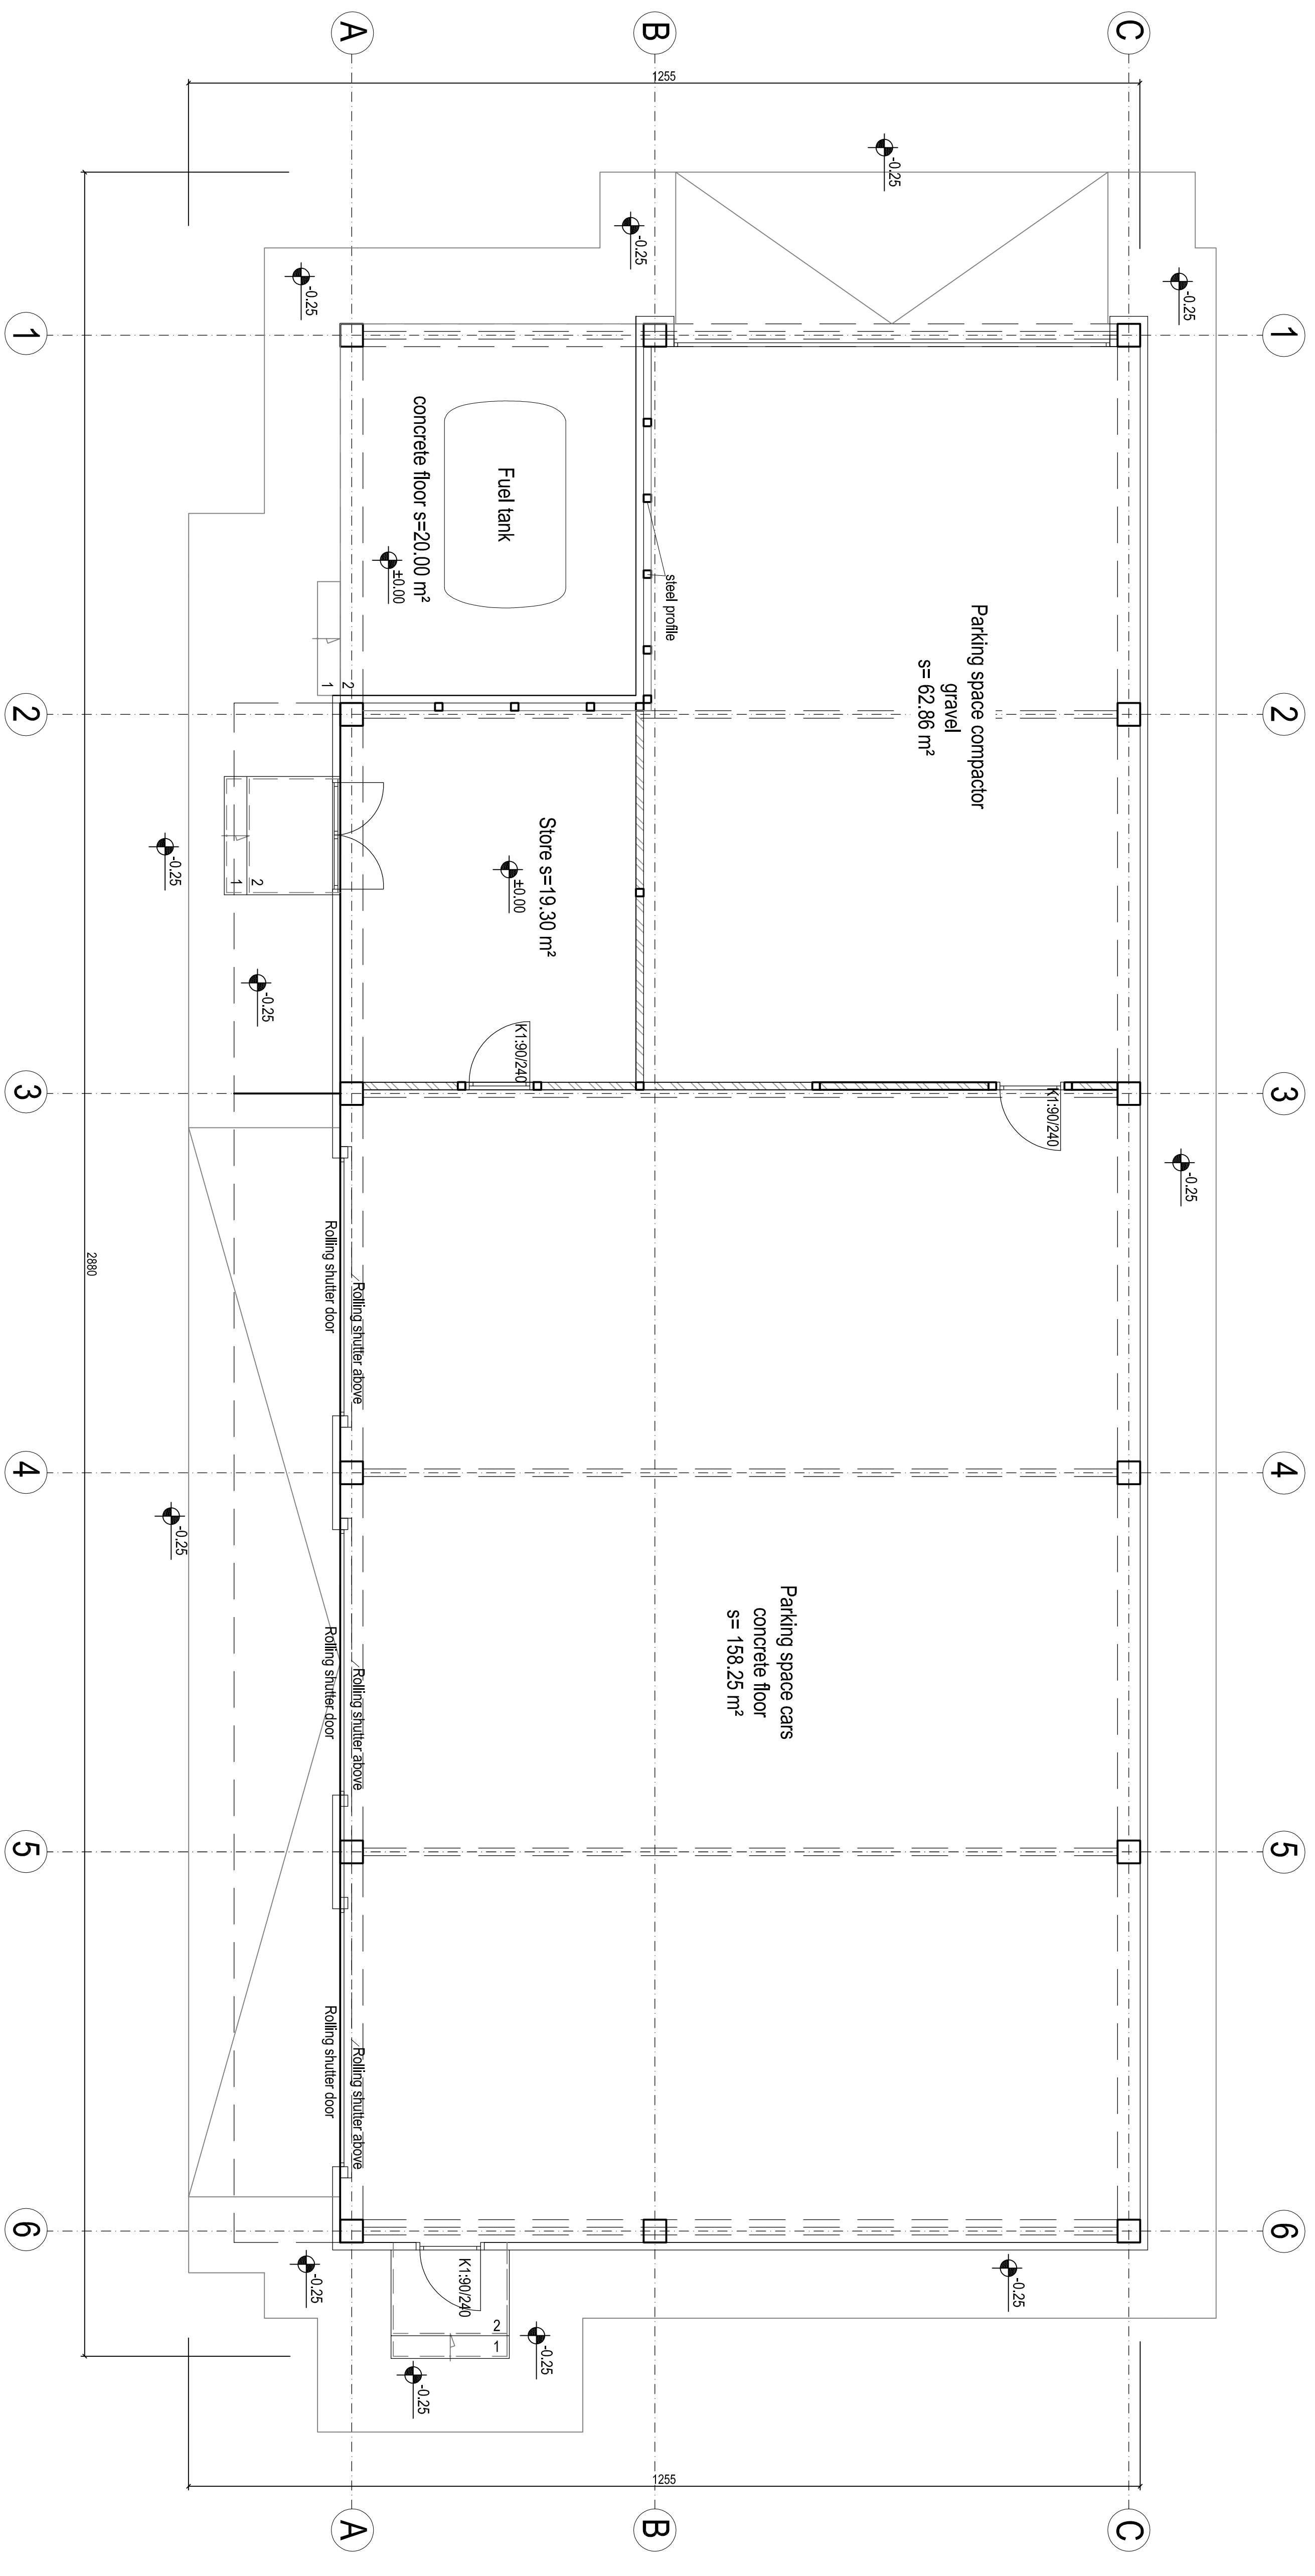 A
B
C
1255
-0.25
-0.25
-0.25
-0.25
1
1
Fuel tank
concrete floor s=20.00 m²
±0.00
steel profile
Parking space compactor
gravel
s= 62.86 m²
2
1
2
2
Store s=19.30 m²
±0.00
2
1
-0.25
-0.25
K1:90/240
K1:90/240
3
3
-0.25
Rolling shutter above
Rolling shutter door
2880
4
4
-0.25
Parking space cars
concrete floor
s= 158.25 m²
Rolling shutter above
Rolling shutter door
5
5
Rolling shutter above
Rolling shutter door
6
6
K1:90/240
2
1
-0.25
-0.25
-0.25
-0.25
1255
A
B
C